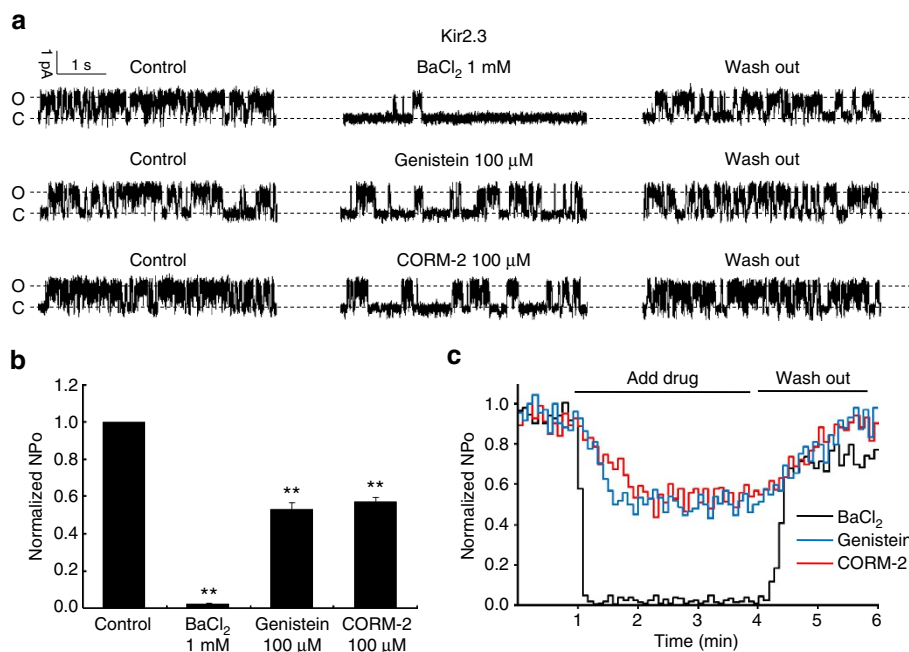 a
Kir2.3
1 pA
1 s
Control
BaCl2 1 mM
Wash out
O
C
Control
Genistein 100 µM
Wash out
O
C
Control
CORM-2 100 µM
Wash out
O
C
b
Normalized NPo
1.2
1.0
0.8
0.6
0.4
0.2
0.0
**
**
**
Control
BaCl2
1 mM
Genistein
100 µM
CORM-2
100 µM
c
Add drug
Wash out
Normalized NPo
1.0
0.8
0.6
0.4
0.2
0.0
BaCl2
Genistein
CORM-2
1 2 3 4 5 6
Time (min)